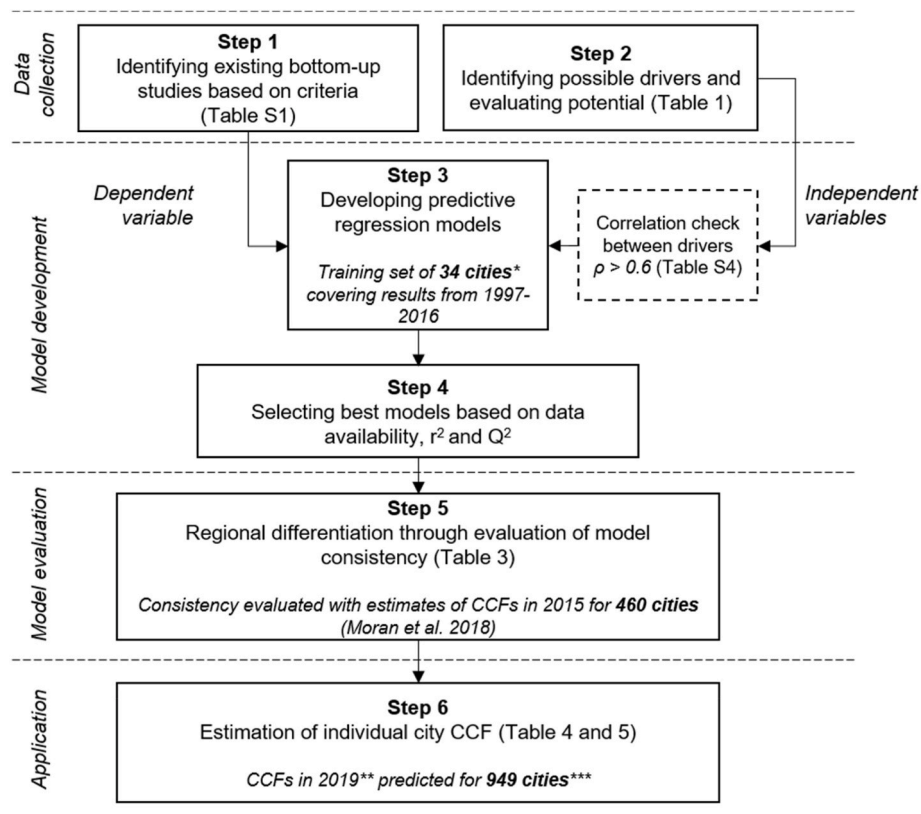 Data
collection
Step 1
Identifying existing bottom-up
studies based on criteria
(Table S1)
Step 2
Identifying possible drivers and
evaluating potential (Table 1)
Model development
Dependent
variable
Step 3
Developing predictive
regression models
Training set of 34 cities*
covering results from 1997-
2016
Correlation check
between drivers
ρ > 0.6 (Table S4)
Independent
variables
Step 4
Selecting best models based on data
availability, r² and Q²
Model evaluation
Step 5
Regional differentiation through evaluation of model
consistency (Table 3)
Consistency evaluated with estimates of CCFs in 2015 for 460 cities
(Moran et al. 2018)
Application
Step 6
Estimation of individual city CCF (Table 4 and 5)
CCFs in 2019** predicted for 949 cities***